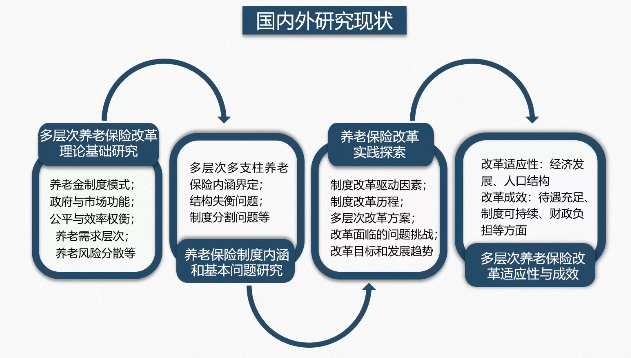 国内外研究现状
多层次养老保险改革
理论基础研究
养老金制度模式；
政府与市场功能；
公平与效率权衡；
养老需求层次；
养老风险分散等
多层次多支柱养老
保险内涵界定；
结构失衡问题；
制度分割问题等
养老保险制度内涵
和基本问题研究
养老保险改革
实践探索
制度改革驱动因素；
制度改革历程；
多层次改革方案；
改革面临的问题挑战；
改革目标和发展趋势
改革适应性：经济发
展、人口结构
改革成效：待遇充足、
制度可持续、财政负
担等方面
多层次养老保险改
革适应性与成效